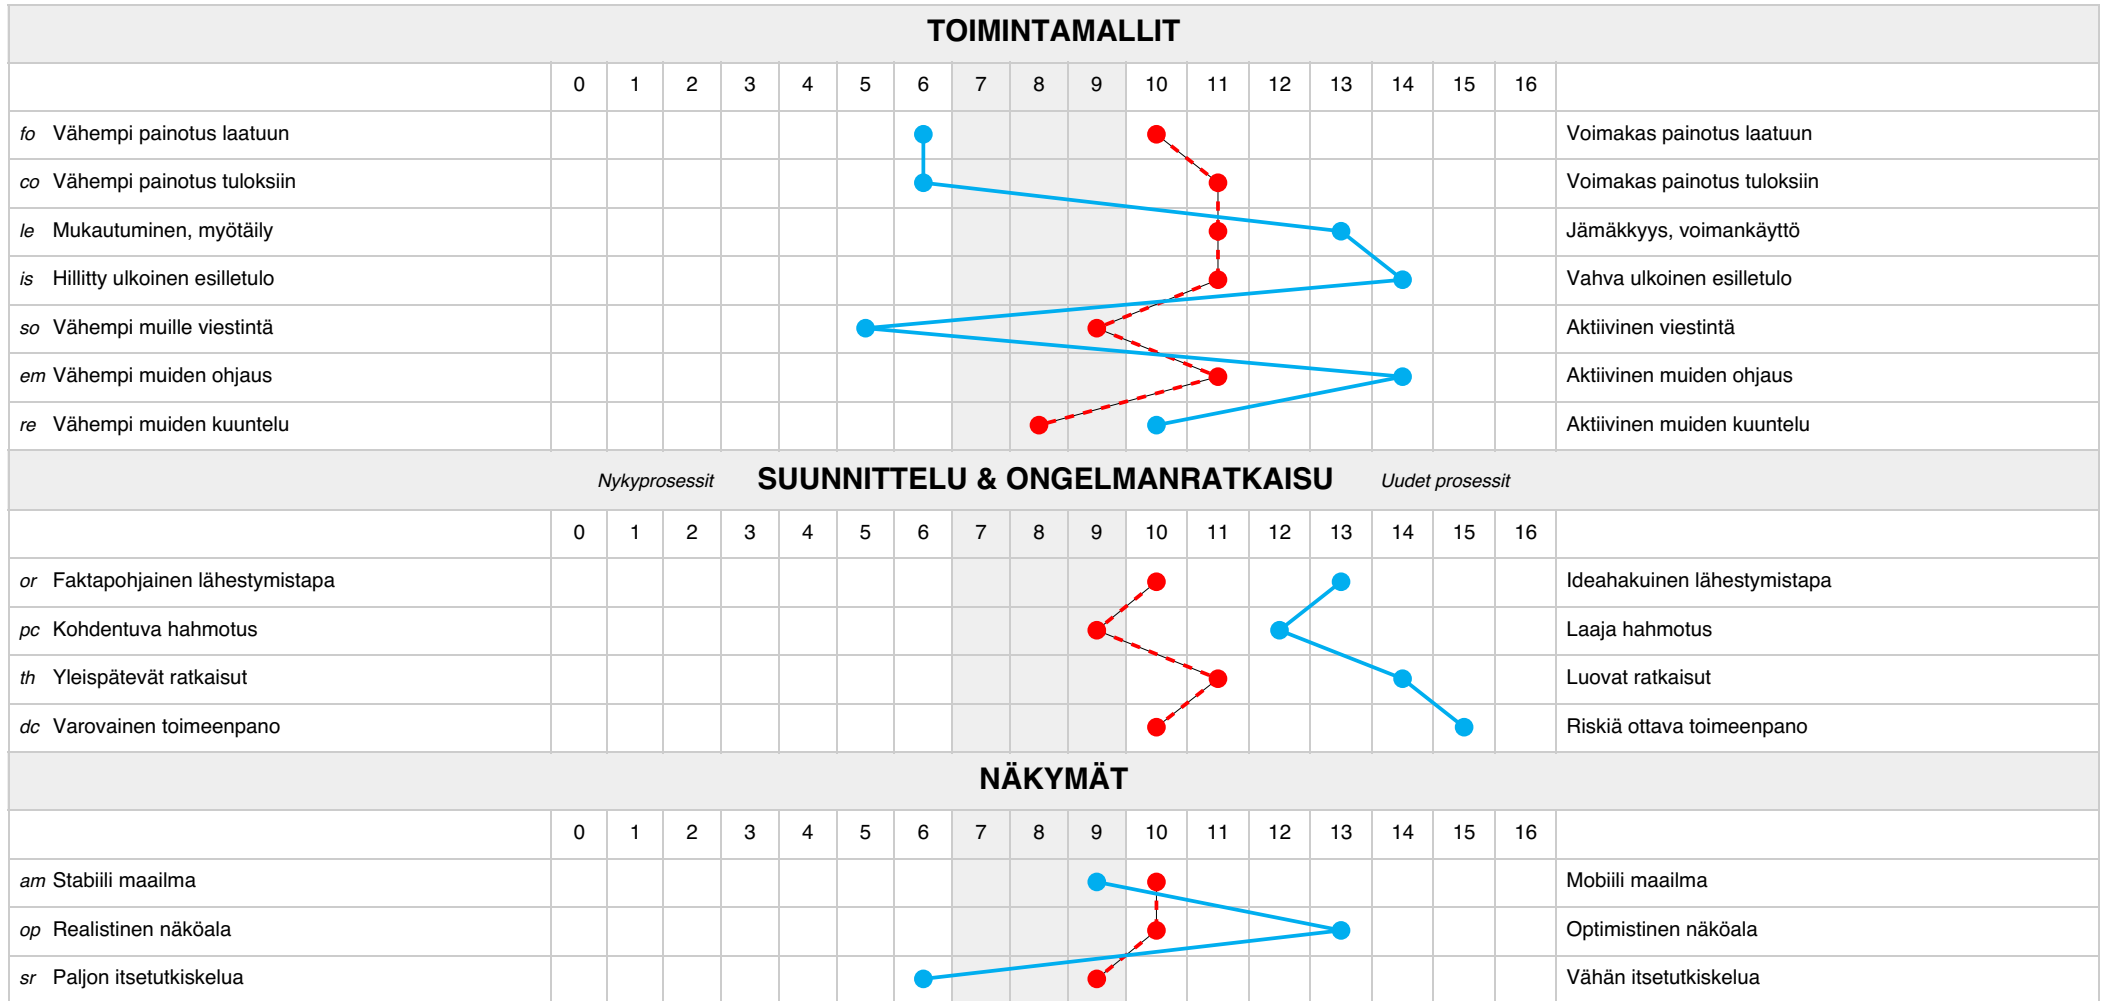 TOIMINTAMALLIT
0 1 2 3 4 5 6 7 8 9 10 11 12 13 14 15 16
fo Vähempi painotus laatuun Voimakas painotus laatuun
co Vähempi painotus tuloksiin Voimakas painotus tuloksiin
le Mukautuminen, myötäily Jämäkkyys, voimankäyttö
is Hillitty ulkoinen esilletulo Vahva ulkoinen esilletulo
so Vähempi muille viestintä Aktiivinen viestintä
em Vähempi muiden ohjaus Aktiivinen muiden ohjaus
re Vähempi muiden kuuntelu Aktiivinen muiden kuuntelu
Nykyprosessit SUUNNITTELU & ONGELMANRATKAISU Uudet prosessit
0 1 2 3 4 5 6 7 8 9 10 11 12 13 14 15 16
or Faktapohjainen lähestymistapa Ideahakuinen lähestymistapa
pc Kohdentuva hahmotus Laaja hahmotus
th Yleispätevät ratkaisut Luovat ratkaisut
dc Varovainen toimeenpano Riskiä ottava toimeenpano
NÄKYMÄT
0 1 2 3 4 5 6 7 8 9 10 11 12 13 14 15 16
am Stabiili maailma Mobiili maailma
op Realistinen näköala Optimistinen näköala
sr Paljon itsetutkiskelua Vähän itsetutkiskelua